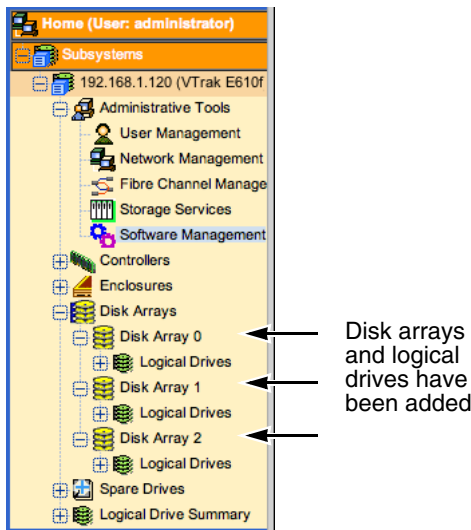 Home (User: administrator)
Subsystems
192.168.1.120 (VTrak E610f
Administrative Tools
User Management
Network Management
Fibre Channel Manage
Storage Services
Software Management
Controllers
Enclosures
Disk Arrays
Disk Array 0
Logical Drives
Disk Array 1
Logical Drives
Disk Array 2
Logical Drives
Spare Drives
Logical Drive Summary
Disk arrays
and logical
drives have
been added